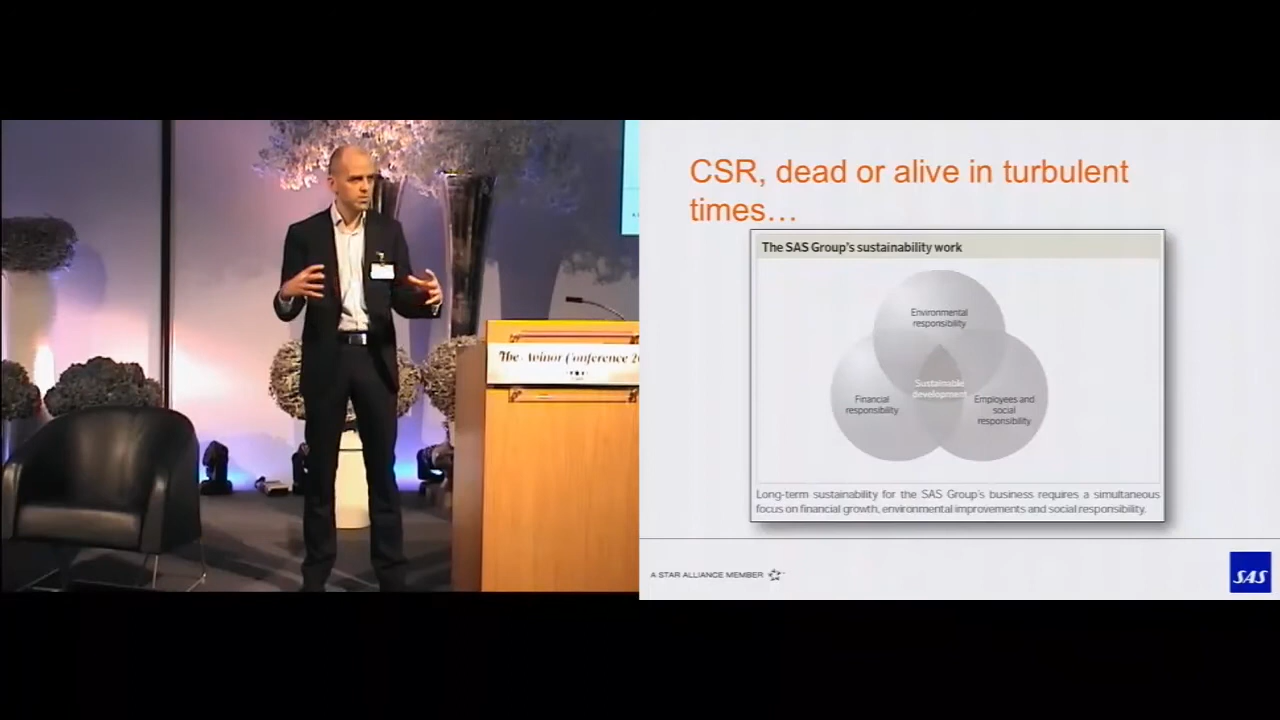 The Avinor Conference 20
CSR, dead or alive in turbulent
times…
The SAS Group's sustainability work
Environmental
responsibility
Sustainable
development
Financial
responsibility
Employees and
social
responsibility
Long-term sustainability for the SAS Group's business requires a simultaneous
focus on financial growth, environmental improvements and social responsibility.
A STAR ALLIANCE MEMBER
SAS